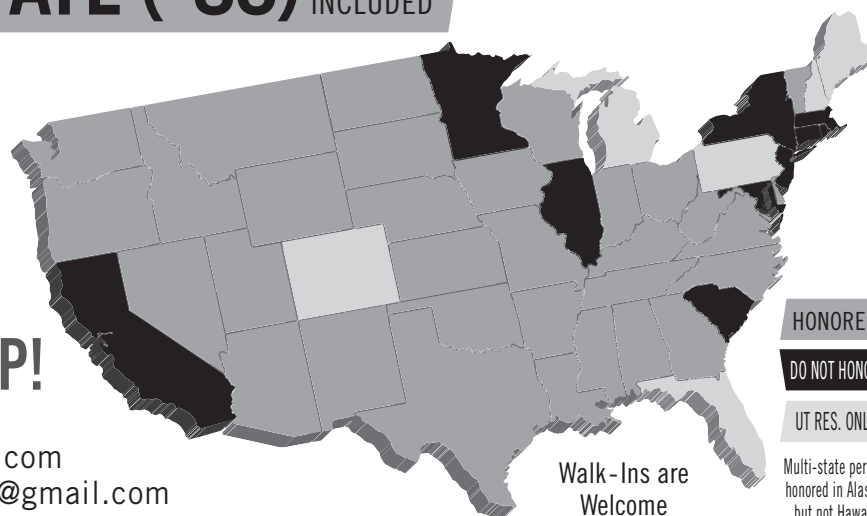 INCLUDED
P!
com
@gmail.com
Walk-Ins are
Welcome
HONORE
DO NOT HONO
UT RES. ONL
Multi-state per
honored in Alas
but not Hawa